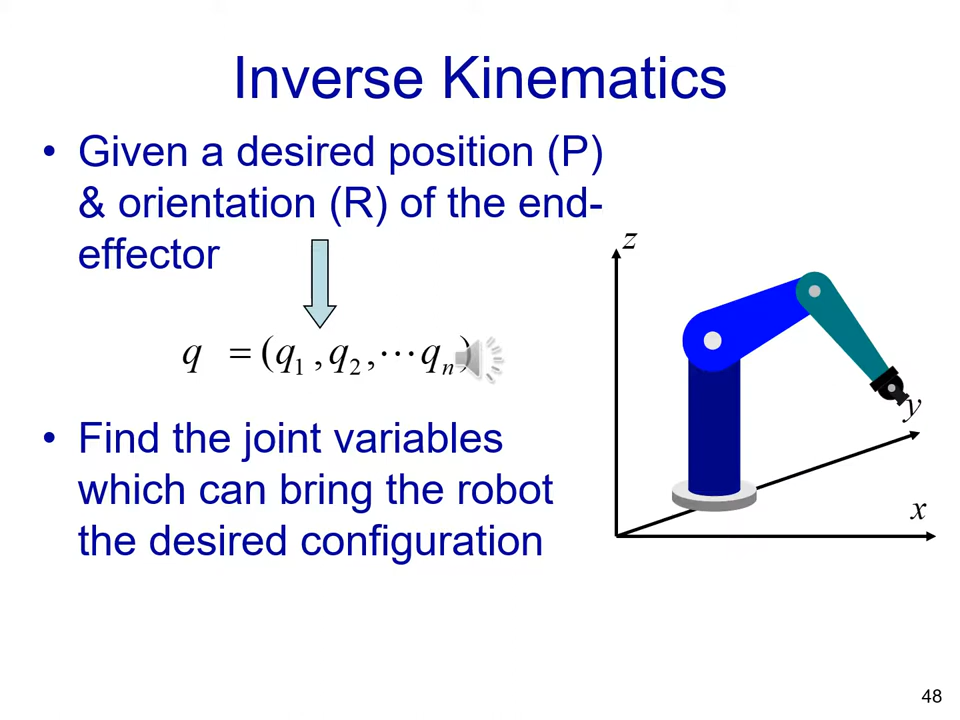 Inverse Kinematics
• Given a desired position (P)
& orientation (R) of the end-
effector
q = (q₁, q₂, ⋯ qₙ)
• Find the joint variables
which can bring the robot
the desired configuration
z
y
x
48